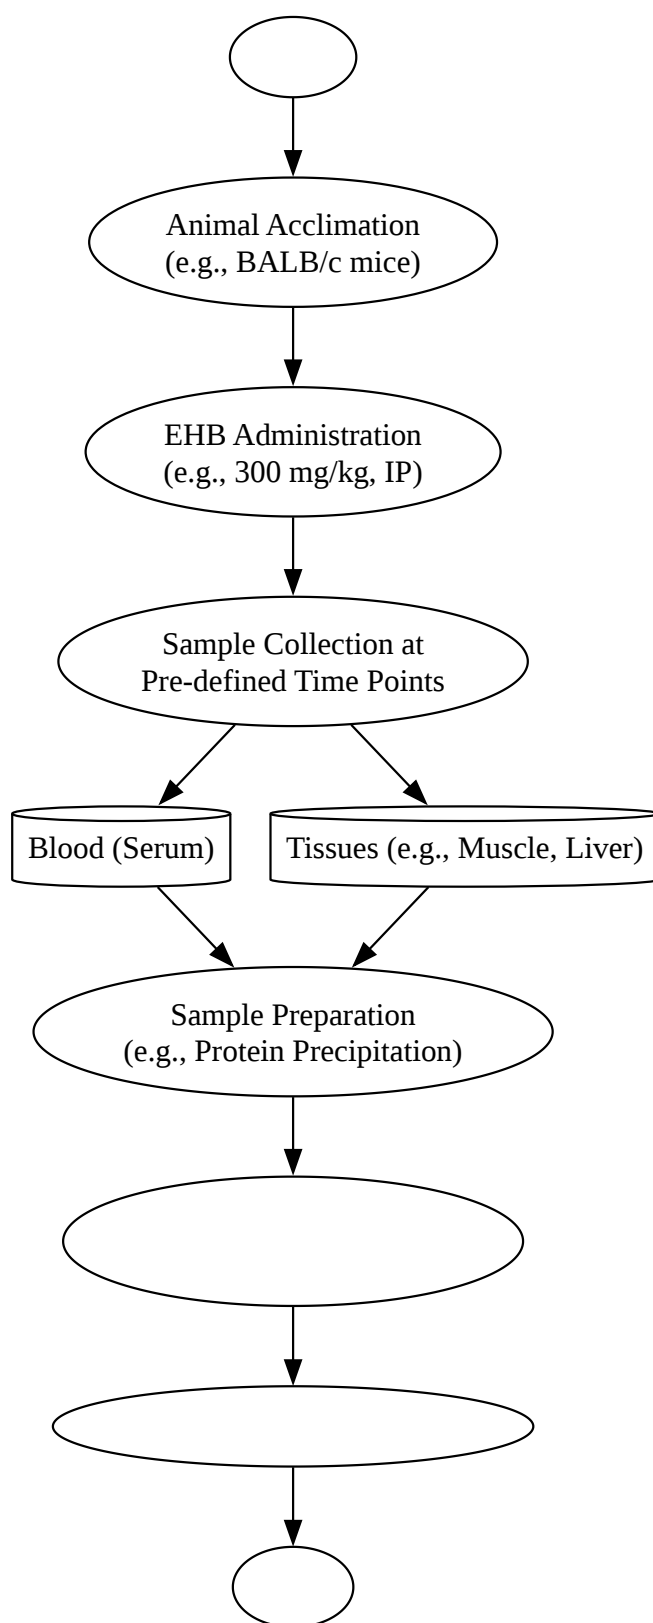 Animal Acclimation
(e.g., BALB/c mice)
EHB Administration
(e.g., 300 mg/kg, IP)
Sample Collection at
Pre-defined Time Points
Blood (Serum)
Tissues (e.g., Muscle, Liver)
Sample Preparation
(e.g., Protein Precipitation)